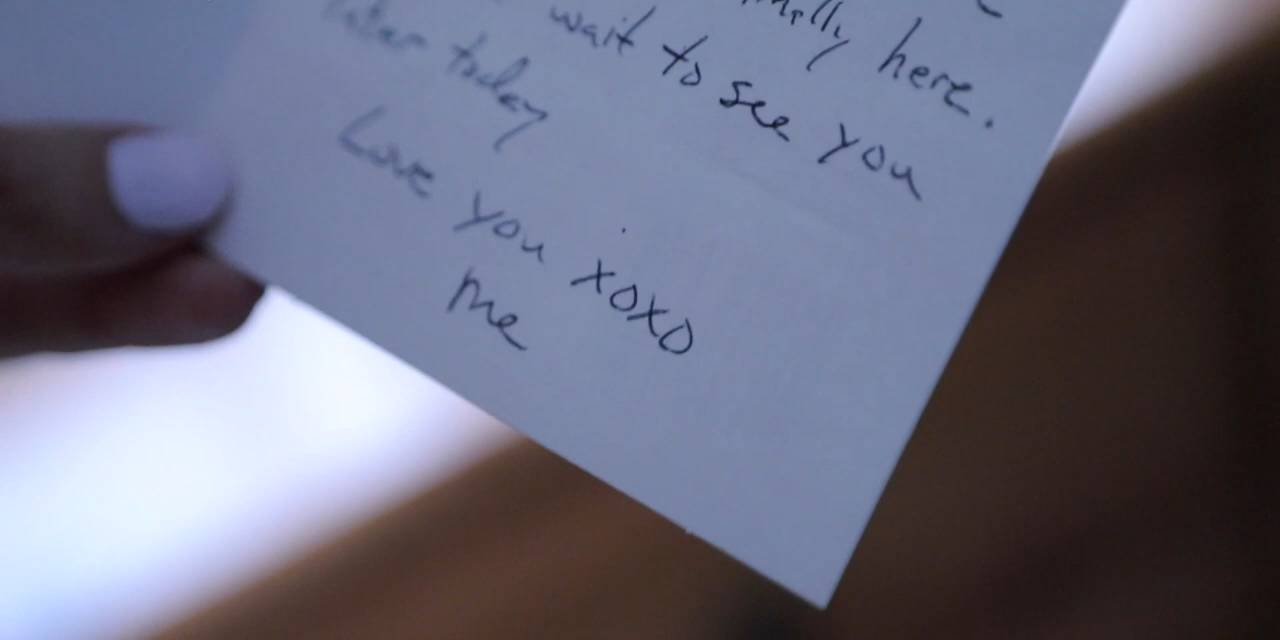 here.
wait to see you
later today
Love you xoxo
me